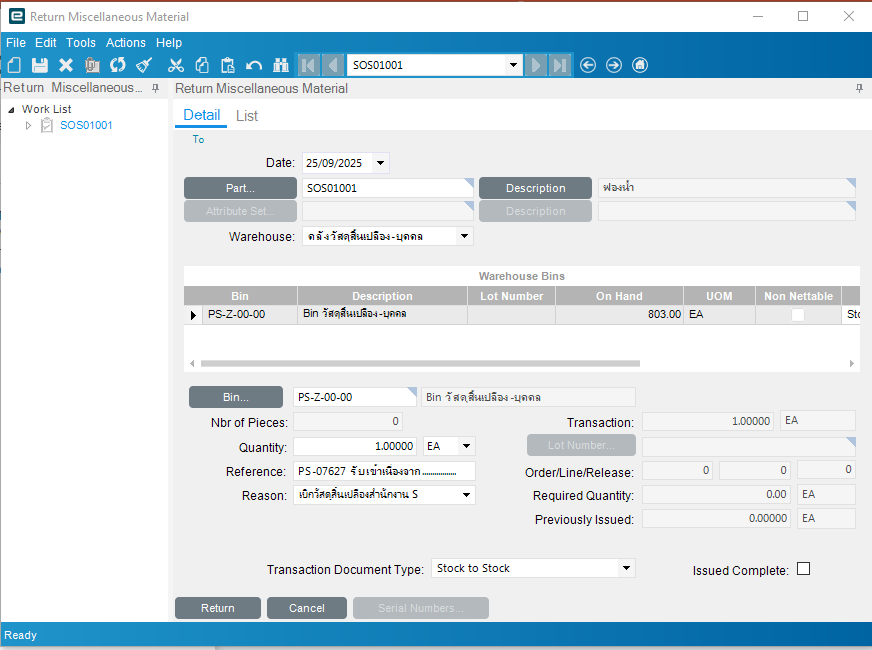 Return Miscellaneous Material
File Edit Tools Actions Help
SOS01001
Return Miscellaneous...
Return Miscellaneous Material
Work List
SOS01001
Detail List
To
Date: 25/09/2025
Part... SOS01001 Description ฟองน้ำ
Attribute Set... Description
Warehouse: คลังวัสดุสิ้นเปลือง-บุคคล
Warehouse Bins
Bin Description Lot Number On Hand UOM Non Nettable
PS-Z-00-00 Bin วัสดุสิ้นเปลือง-บุคคล 803.00 EA Sto
Bin... PS-Z-00-00 Bin วัสดุสิ้นเปลือง-บุคคล
Nbr of Pieces: 0 Transaction: 1.00000 EA
Quantity: 1.00000 EA Lot Number...
Reference: PS-07627 รับเข้าเนื่องจาก................ Order/Line/Release: 0 0 0
Reason: เบิกวัสดุสิ้นเปลืองสำนักงาน S Required Quantity: 0.00 EA
Previously Issued: 0.00000 EA
Transaction Document Type: Stock to Stock Issued Complete:
Return Cancel Serial Numbers...
Ready